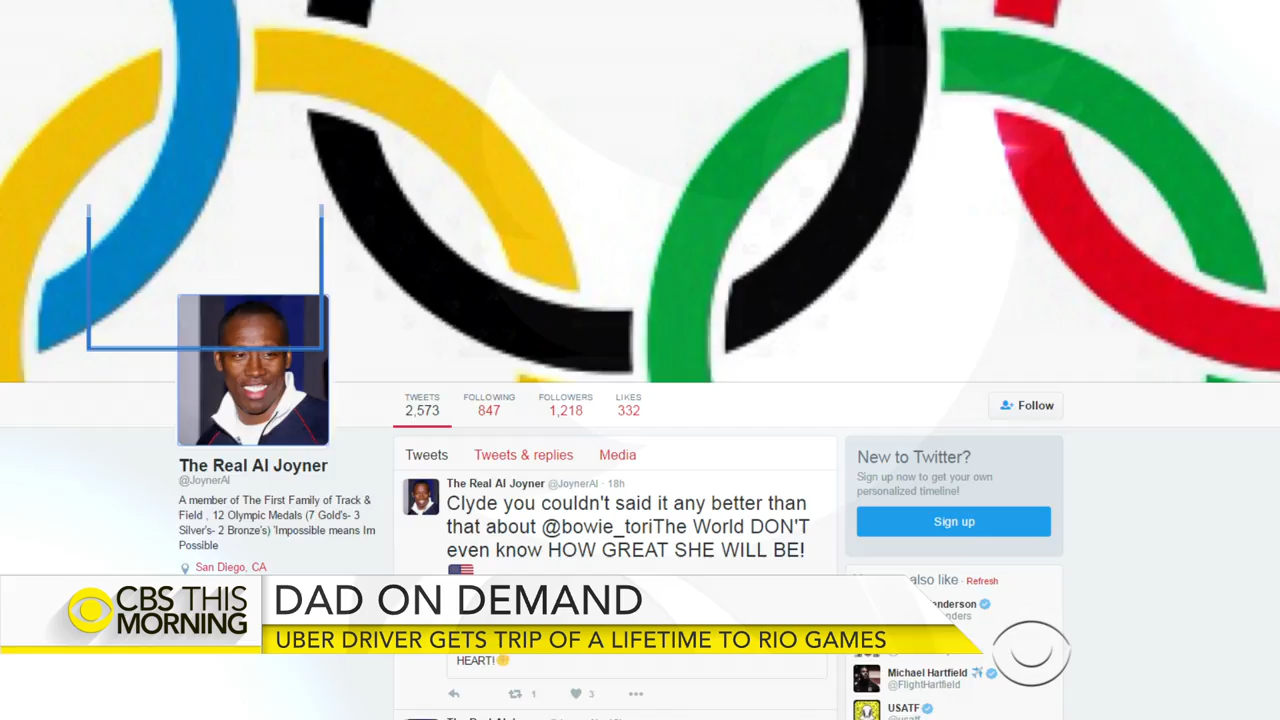 TWEETS FOLLOWING FOLLOWERS LIKES
2,573 847 1,218 332
Follow
The Real Al Joyner
@JoynerAl
A member of The First Family of Track &
Field , 12 Olympic Medals (7 Gold's- 3
Silver's- 2 Bronze's) 'Impossible means Im
Possible
San Diego, CA
Tweets Tweets & replies Media
The Real Al Joyner @JoynerAl · 18h
Clyde you couldn't said it any better than
that about @bowie_toriThe World DON'T
even know HOW GREAT SHE WILL BE!
HEART!
1 3
New to Twitter?
Sign up now to get your own
personalized timeline!
Sign up
also like · Refresh
Michael Hartfield
@FlightHartfield
USATF
@usatf
CBS THIS
MORNING
DAD ON DEMAND
UBER DRIVER GETS TRIP OF A LIFETIME TO RIO GAMES